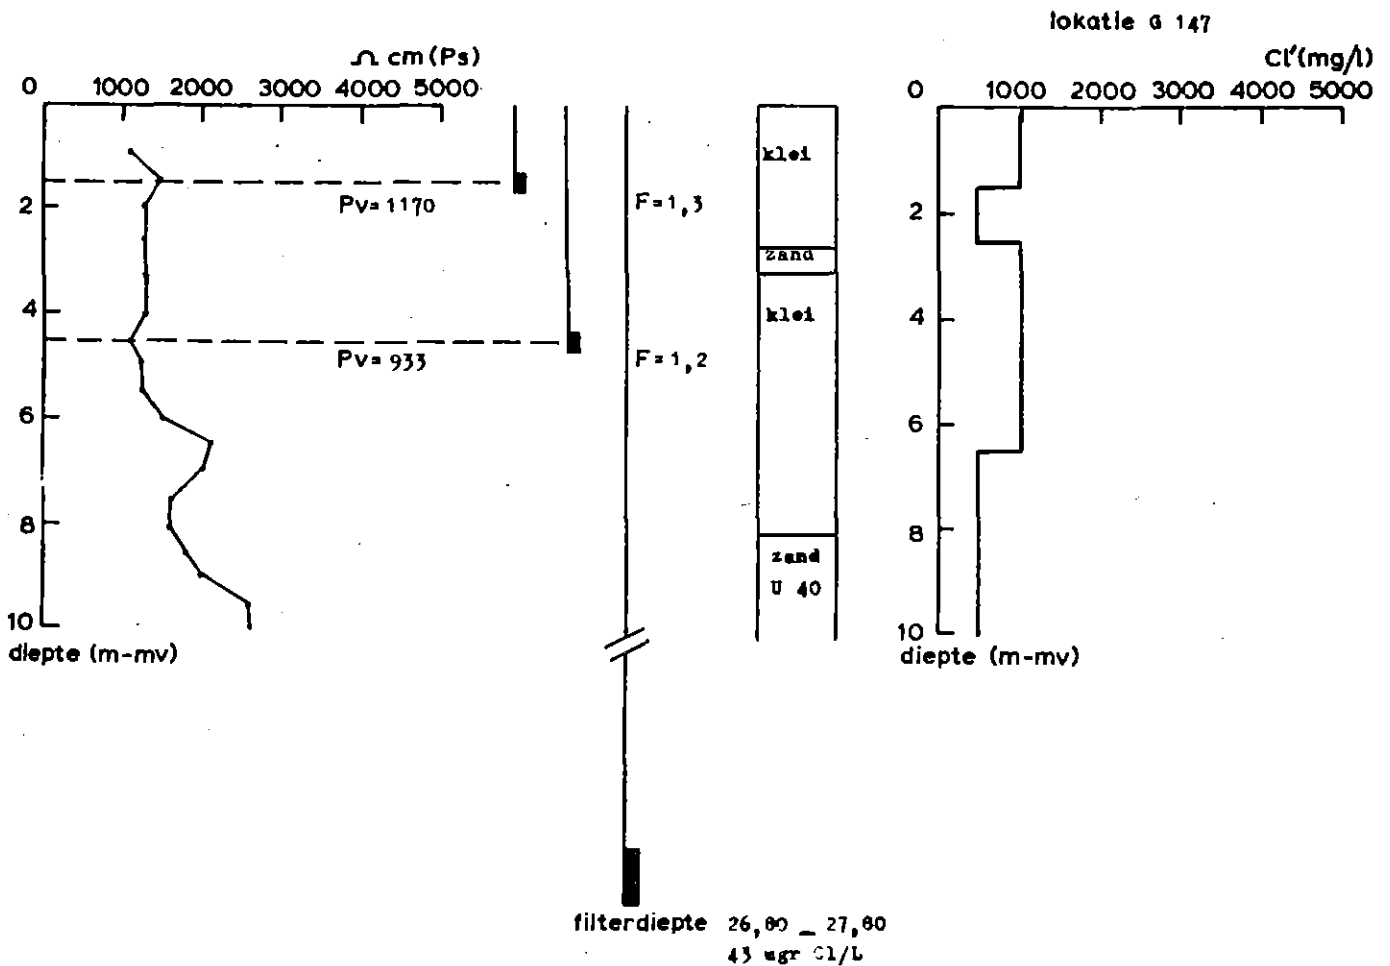 lokatie G 147
Ω cm (Ps)
0 1000 2000 3000 4000 5000
2
4
6
8
10
diepte (m-mv)
Pv= 1170
Pv= 933
F=1,3
F=1,2
klei
zand
klei
zand
U 40
Cl'(mg/l)
0 1000 2000 3000 4000 5000
2
4
6
8
10
diepte (m-mv)
filterdiepte 26,80 _ 27,80
43 mgr Cl/L